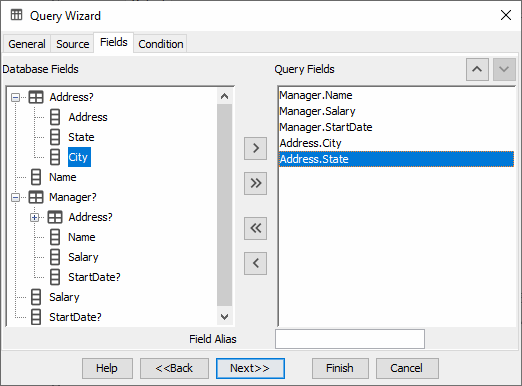 Query Wizard
General Source Fields Condition
Database Fields
Query Fields
Address?
Address
State
City
Name
Manager?
Address?
Name
Salary
StartDate?
Salary
StartDate?
Manager.Name
Manager.Salary
Manager.StartDate
Address.City
Address.State
Field Alias
Help <<Back Next>> Finish Cancel